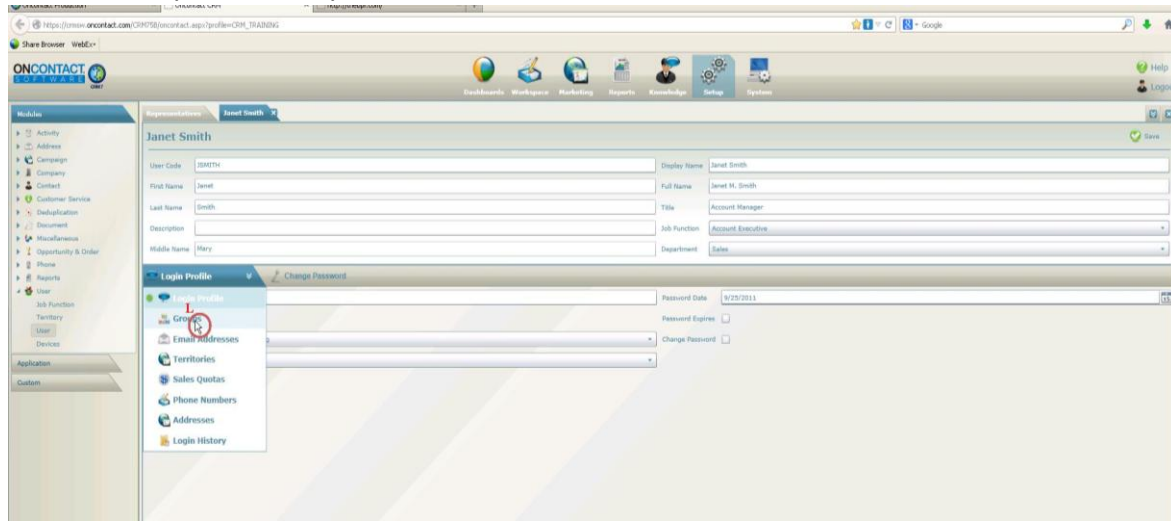 OnContact CRM
https://crmsw.oncontact.com/CRM758/oncontact.aspx?profile=CRM_TRAINING
Google
Share Browser WebEx
ONCONTACT
SOFTWARE
CRM7
Dashboards Workspace Marketing Reports Knowledge Setup System
Help
Modules
Representatives Janet Smith
Activity
Address
Campaign
Company
Contact
Customer Service
Deduplication
Document
Miscellaneous
Opportunity & Order
Phone
Reports
User
Job Function
Territory
User
Devices
Application
Custom
Janet Smith
Save
User Code JSMITH Display Name Janet Smith
First Name Janet Full Name Janet M. Smith
Last Name Smith Title Account Manager
Description Job Function Account Executive
Middle Name Mary Department Sales
Login Profile Change Password
Login Profile Password Date 9/25/2011
L
Groups Password Expires
Email Addresses Change Password
Territories
Sales Quotas
Phone Numbers
Addresses
Login History